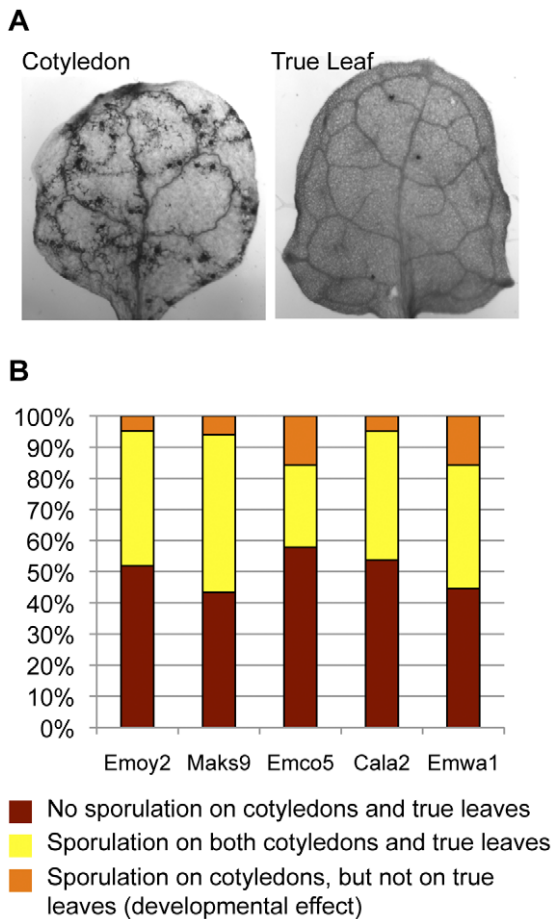 A
Cotyledon
True Leaf
B
100%
90%
80%
70%
60%
50%
40%
30%
20%
10%
0%
Emoy2 Maks9 Emco5 Cala2 Emwa1
No sporulation on cotyledons and true leaves
Sporulation on both cotyledons and true leaves
Sporulation on cotyledons, but not on true
leaves (developmental effect)